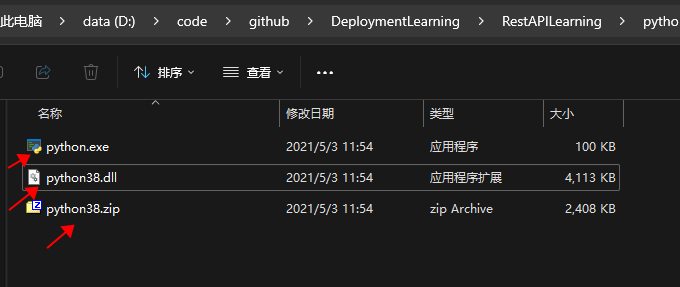 此电脑 data (D:) code github DeploymentLearning RestAPILearning pytho
排序 查看
名称 修改日期 类型 大小
python.exe 2021/5/3 11:54 应用程序 100 KB
python38.dll 2021/5/3 11:54 应用程序扩展 4,113 KB
python38.zip 2021/5/3 11:54 zip Archive 2,408 KB